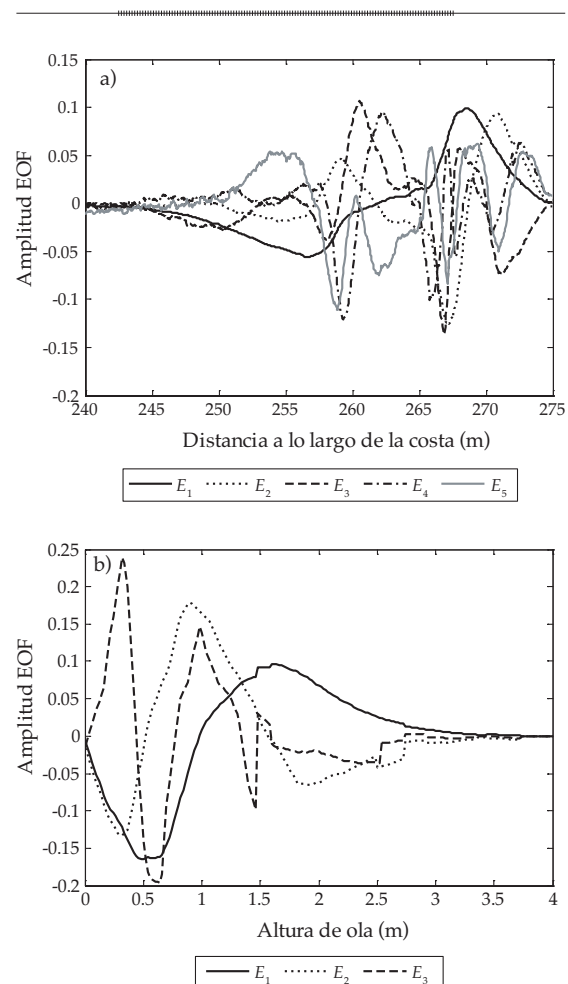 a)
0.15
0.1
0.05
0
-0.05
-0.1
-0.15
-0.2
Amplitud EOF
240 245 250 255 260 265 270 275
Distancia a lo largo de la costa (m)
E1 E2 E3 E4 E5
b)
0.25
0.2
0.15
0.1
0.05
0
-0.05
-0.1
-0.15
-0.2
Amplitud EOF
0 0.5 1 1.5 2 2.5 3 3.5 4
Altura de ola (m)
E1 E2 E3